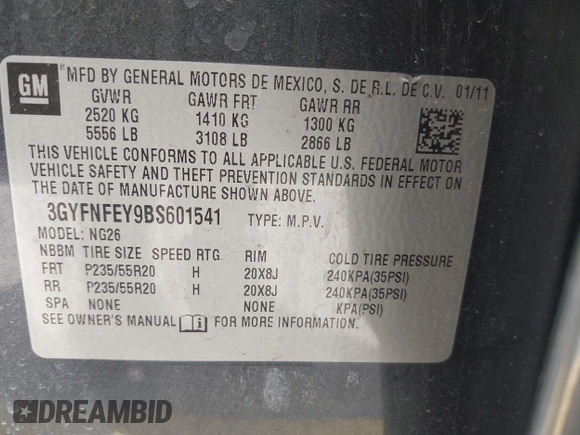 GM
MFD BY GENERAL MOTORS DE MEXICO, S. DE R.L. DE C.V. 01/11
GVWR GAWR FRT GAWR RR
2520 KG 1410 KG 1300 KG
5556 LB 3108 LB 2866 LB
THIS VEHICLE CONFORMS TO ALL APPLICABLE U.S. FEDERAL MOTOR
VEHICLE SAFETY AND THEFT PREVENTION STANDARDS IN EFFECT ON
THE DATE OF MANUFACTURE SHOWN ABOVE.
3GYFNFEY9BS601541 TYPE: M.P.V.
MODEL: NG26
NBBM TIRE SIZE SPEED RTG RIM COLD TIRE PRESSURE
FRT P235/55R20 H 20X8J 240KPA(35PSI)
RR P235/55R20 H 20X8J 240KPA(35PSI)
SPA NONE NONE KPA(PSI)
SEE OWNER'S MANUAL FOR MORE INFORMATION.
DREAMBID